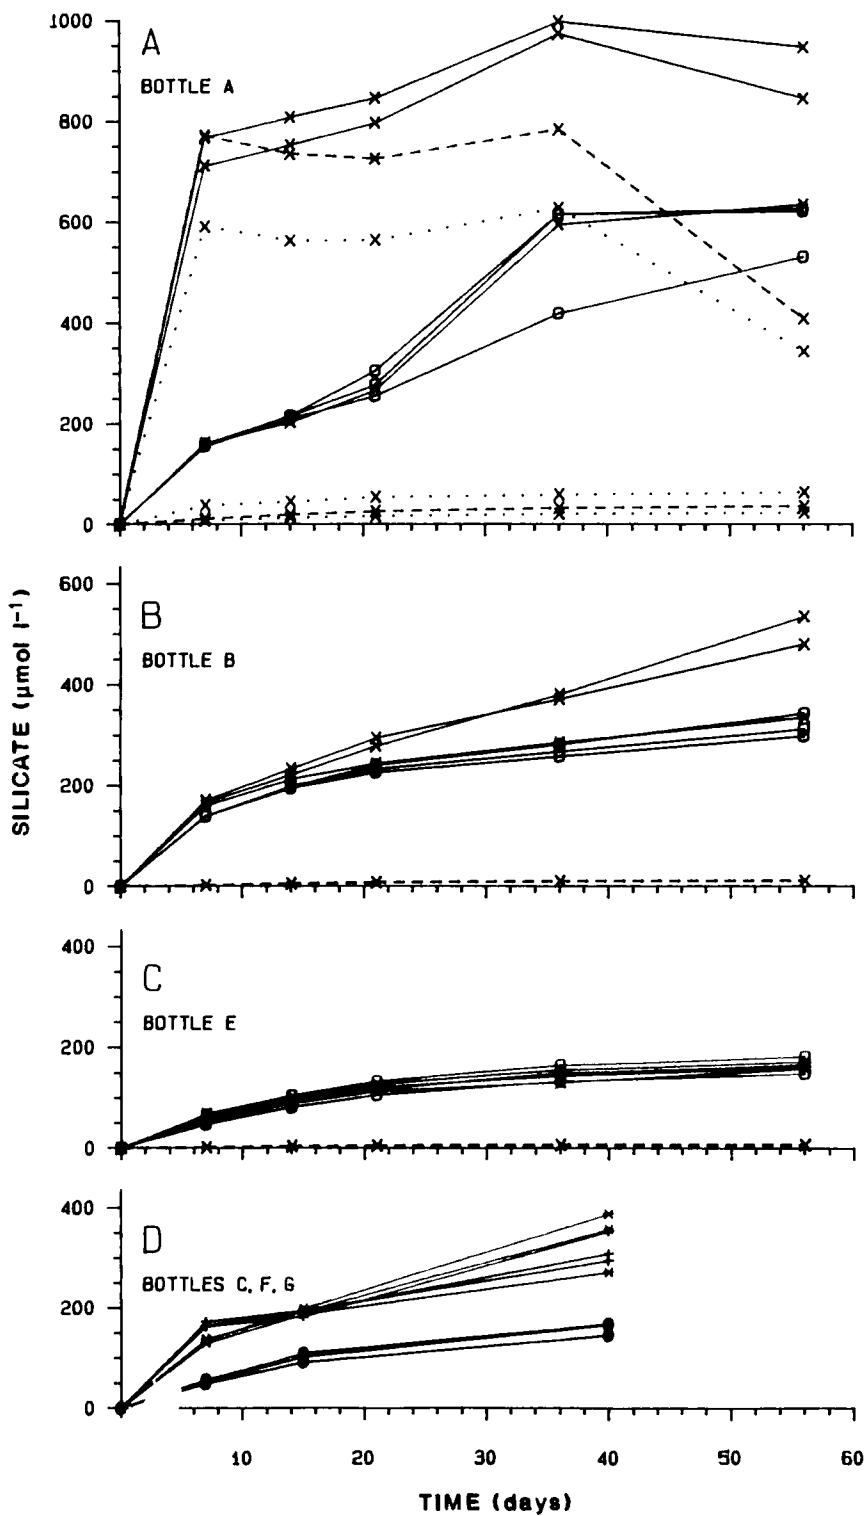 1000
A
BOTTLE A
800
600
400
200
0
600
B
BOTTLE B
400
200
0
400
C
BOTTLE E
200
0
400
D
BOTTLES C, F, G
200
0
10 20 30 40 50 60
TIME (days)
SILICATE (µmol l⁻¹)